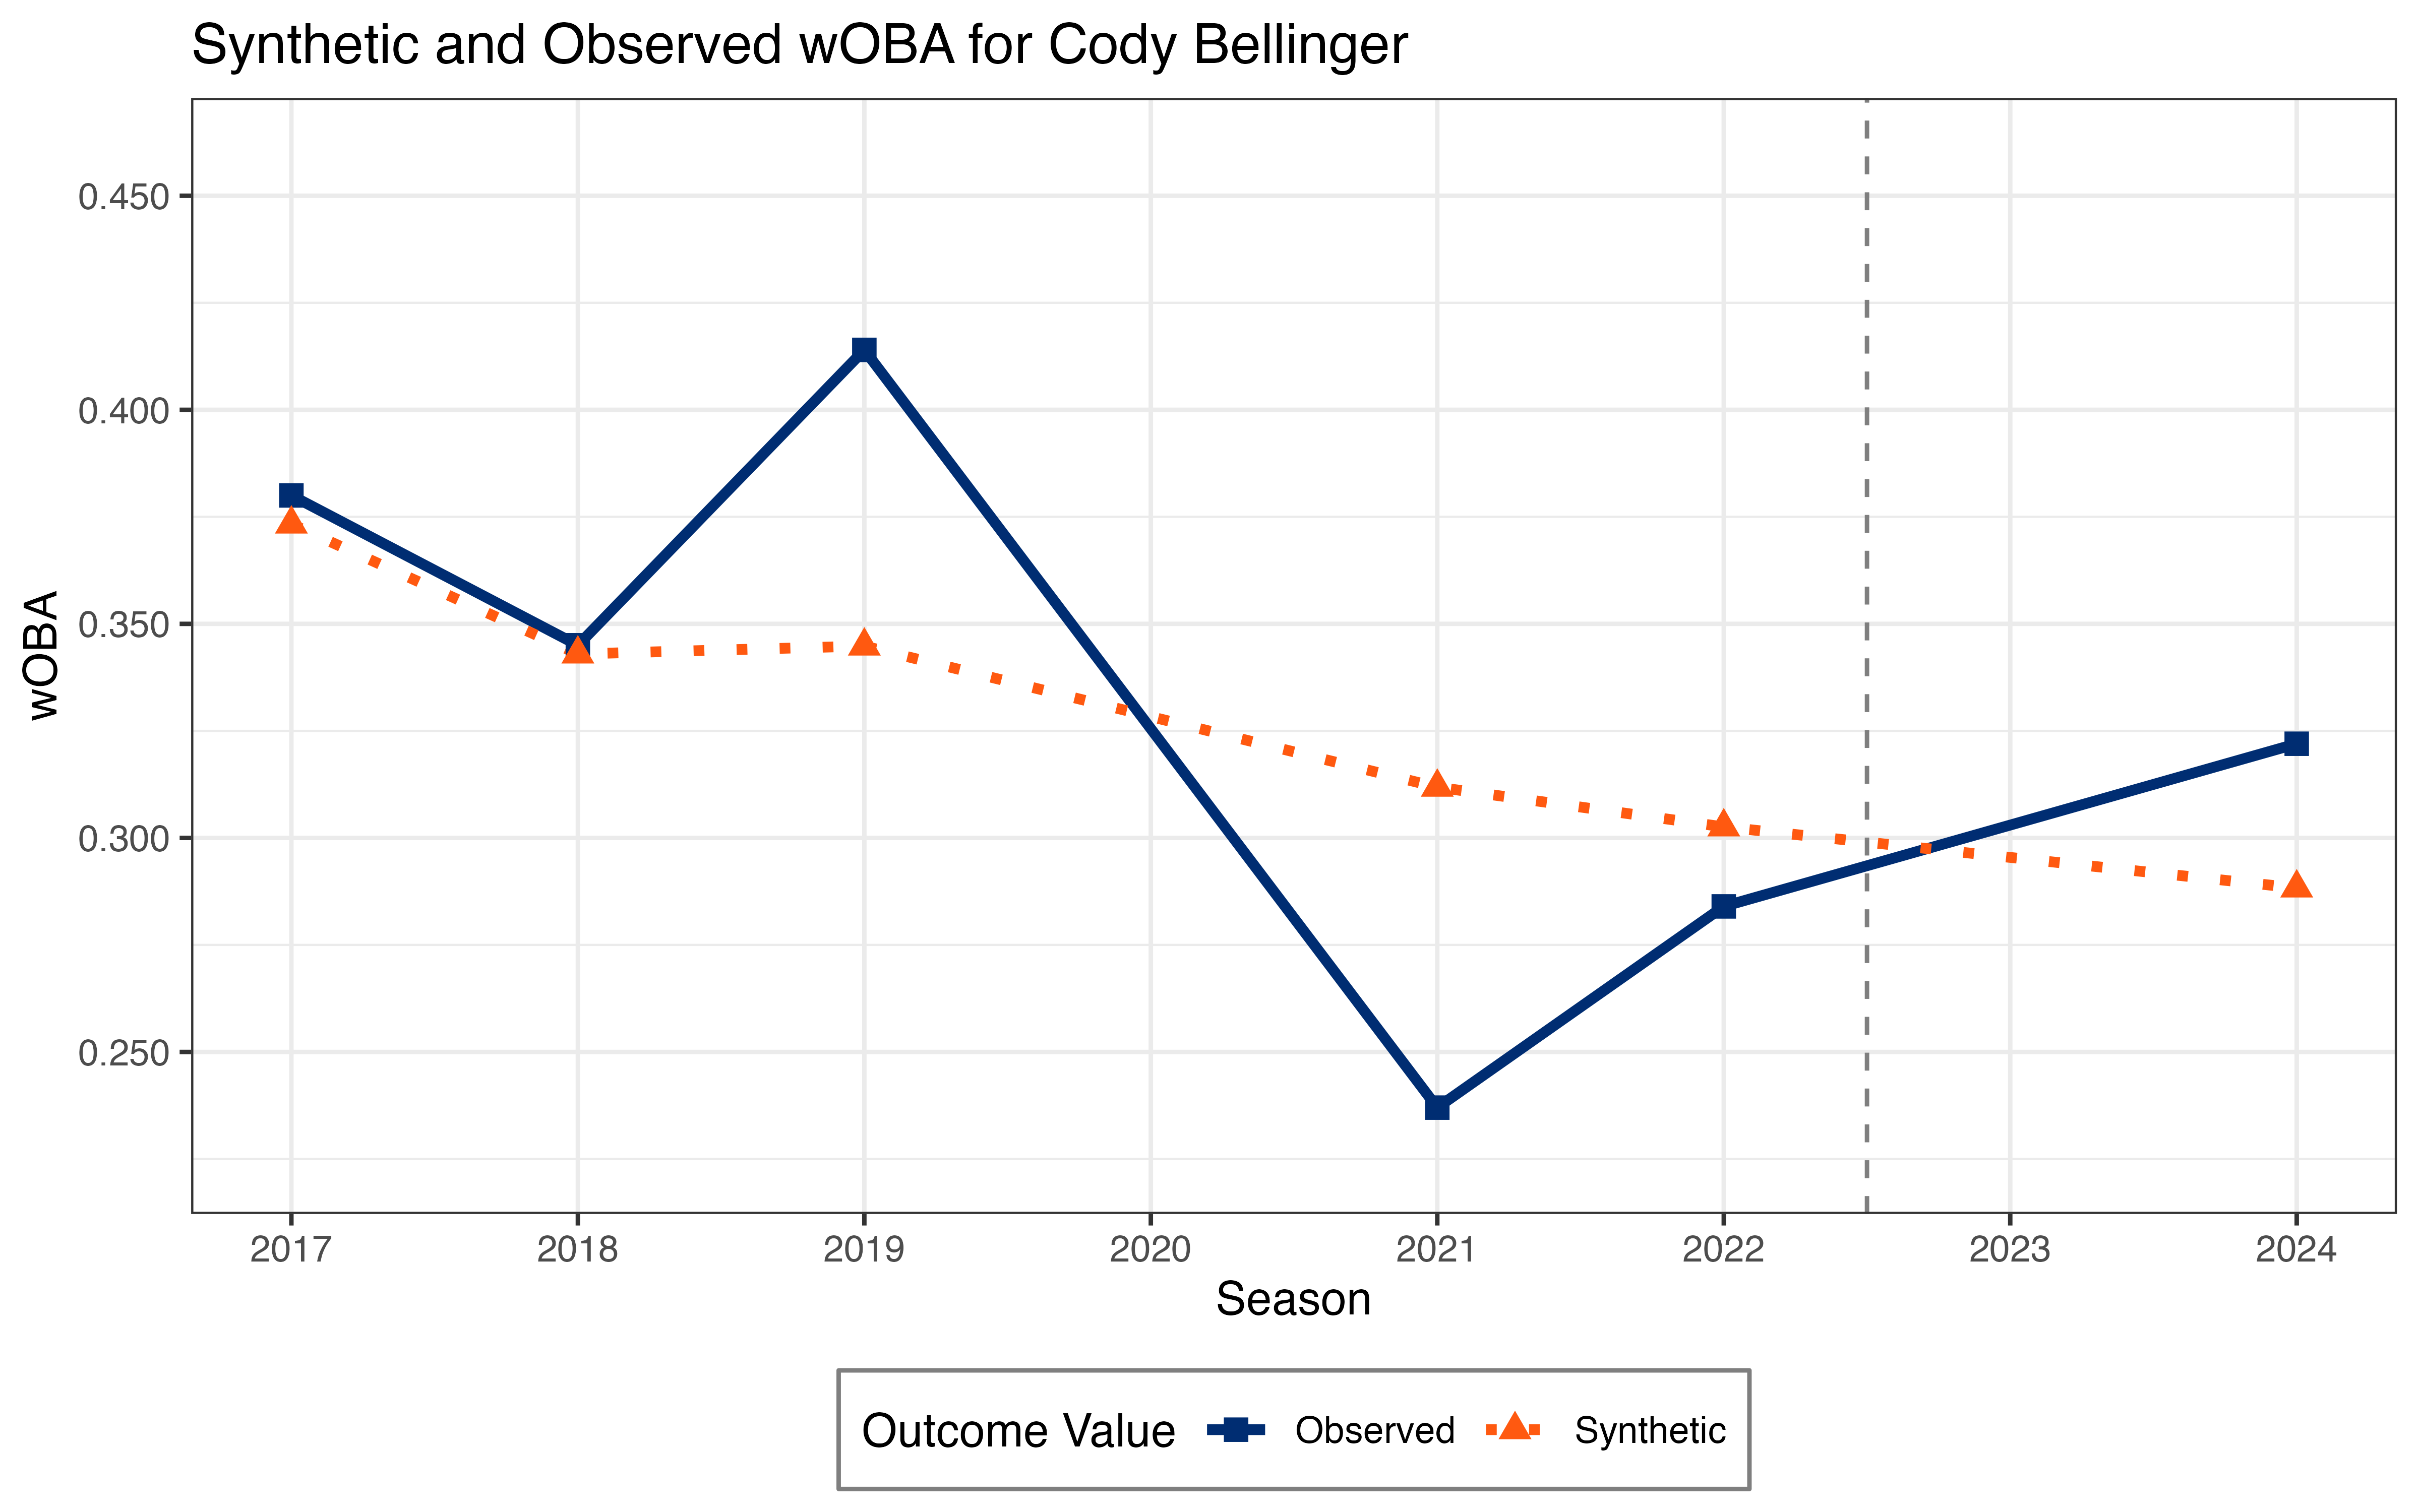 Synthetic and Observed wOBA for Cody Bellinger
0.450
0.400
0.350
0.300
0.250
wOBA
2017 2018 2019 2020 2021 2022 2023 2024
Season
Outcome Value Observed Synthetic